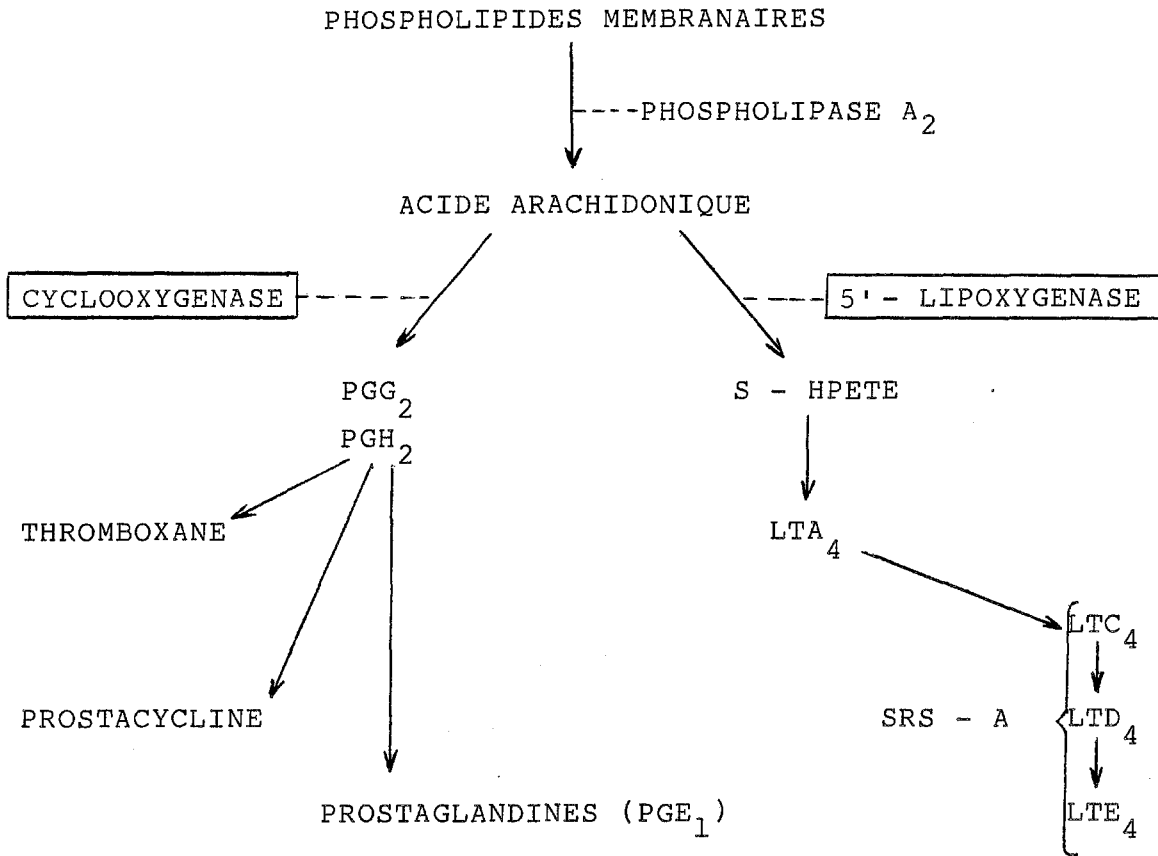 PHOSPHOLIPIDES MEMBRANAIRES
PHOSPHOLIPASE A2
ACIDE ARACHIDONIQUE
CYCLOOXYGENASE
5'- LIPOXYGENASE
PGG2
S - HPETE
PGH2
THROMBOXANE
LTA4
LTC4
PROSTACYCLINE
SRS - A
LTD4
PROSTAGLANDINES (PGE1)
LTE4